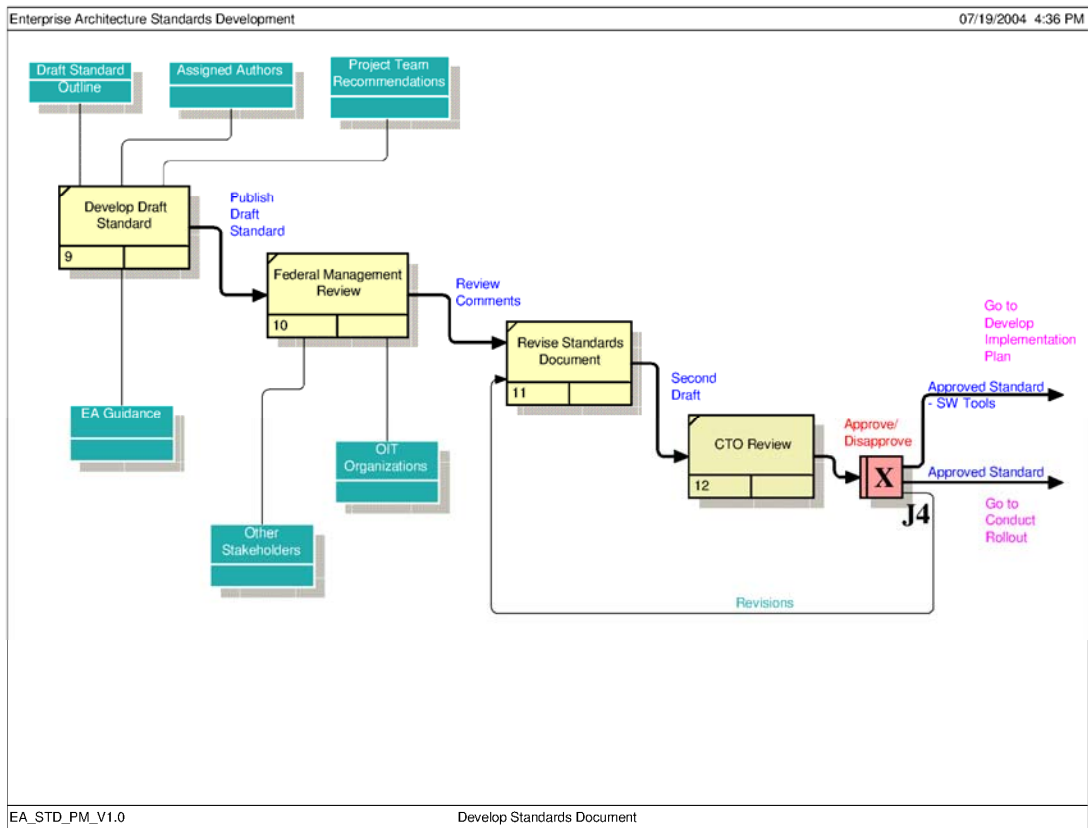 Enterprise Architecture Standards Development
07/19/2004 4:36 PM
Draft Standard
Outline
Assigned Authors
Project Team
Recommendations
Develop Draft
Standard
9
Publish
Draft
Standard
Federal Management
Review
10
Review
Comments
Revise Standards
Document
11
Second
Draft
CTO Review
12
Approve/
Disapprove
X
J4
Go to
Develop
Implementation
Plan
Approved Standard
- SW Tools
Approved Standard
Go to
Conduct
Rollout
EA Guidance
OIT
Organizations
Other
Stakeholders
Revisions
EA_STD_PM_V1.0
Develop Standards Document